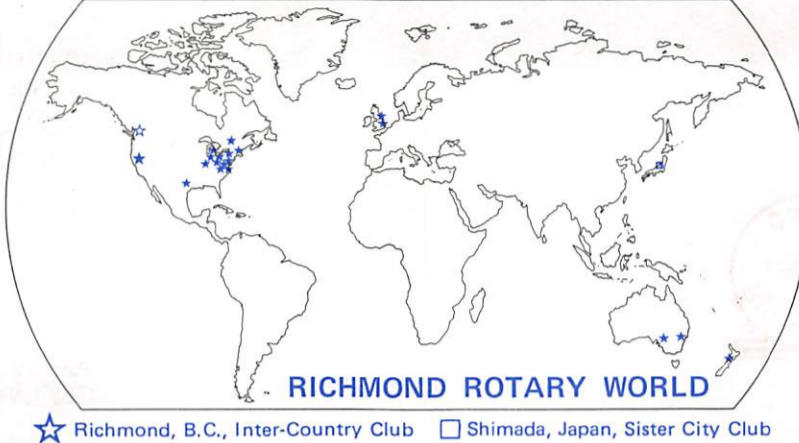 RICHMOND ROTARY WORLD
☆ Richmond, B.C., Inter-Country Club □ Shimada, Japan, Sister City Club